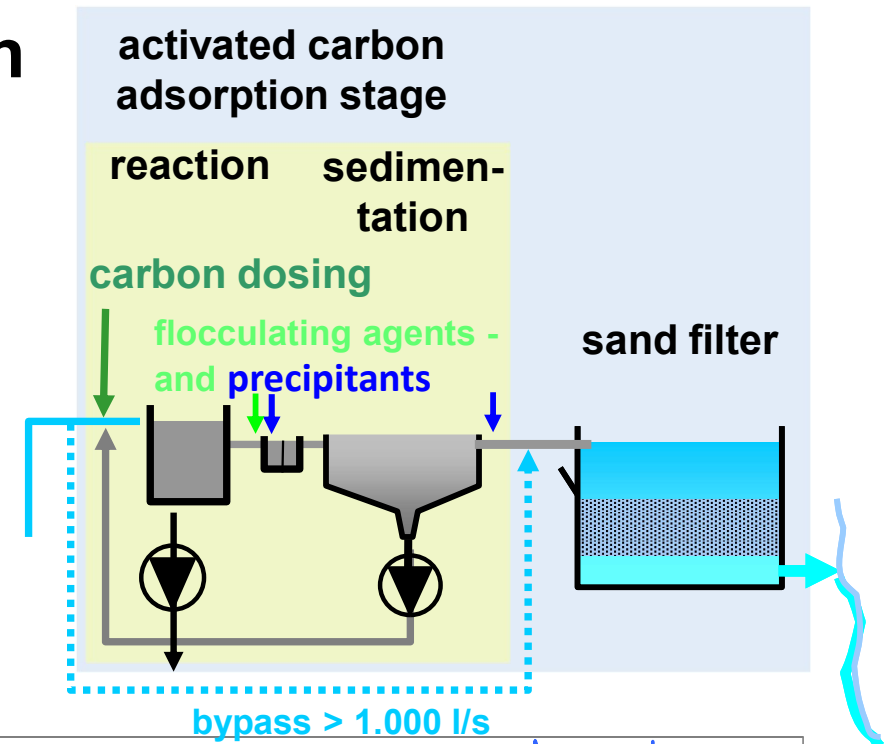 n
activated carbon
adsorption stage
reaction
sedimen-
tation
carbon dosing
flocculating agents -
and precipitants
sand filter
bypass > 1.000 l/s